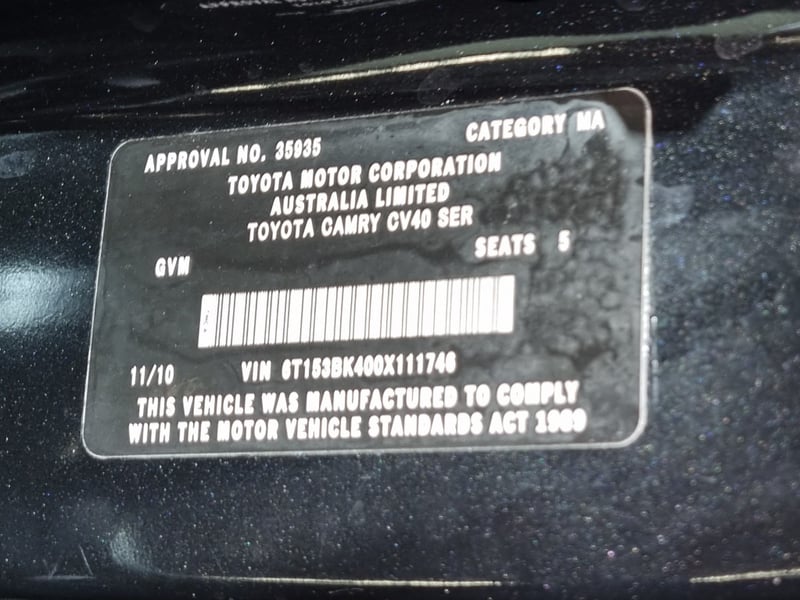 APPROVAL NO. 35935 CATEGORY MA
TOYOTA MOTOR CORPORATION
AUSTRALIA LIMITED
TOYOTA CAMRY CV40 SER
GVM SEATS 5
11/10 VIN 6T153BK400X111746
THIS VEHICLE WAS MANUFACTURED TO COMPLY
WITH THE MOTOR VEHICLE STANDARDS ACT 1989